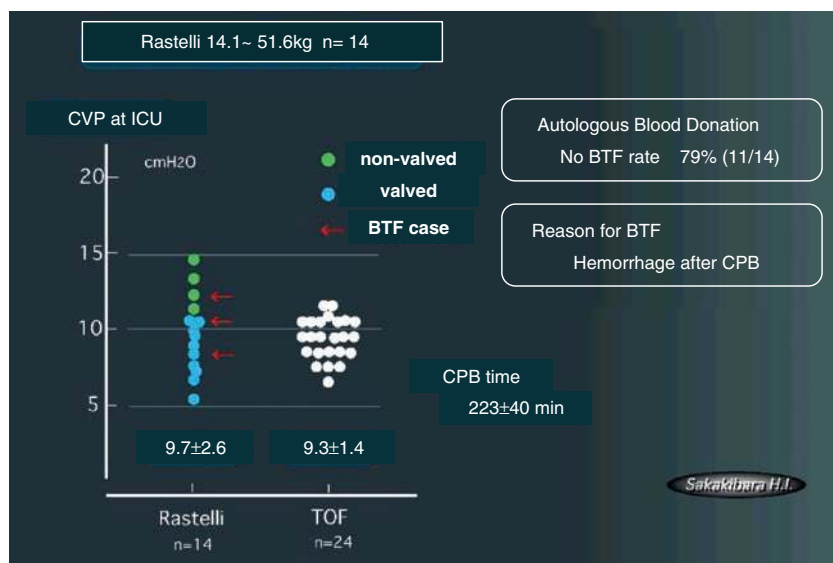 Rastelli 14.1~ 51.6kg n= 14
CVP at ICU
cmH2O
non-valved
valved
BTF case
20
15
10
5
9.7±2.6
9.3±1.4
Rastelli
n=14
TOF
n=24
Autologous Blood Donation
No BTF rate 79% (11/14)
Reason for BTF
Hemorrhage after CPB
CPB time
223±40 min
Sakakibara H.I.